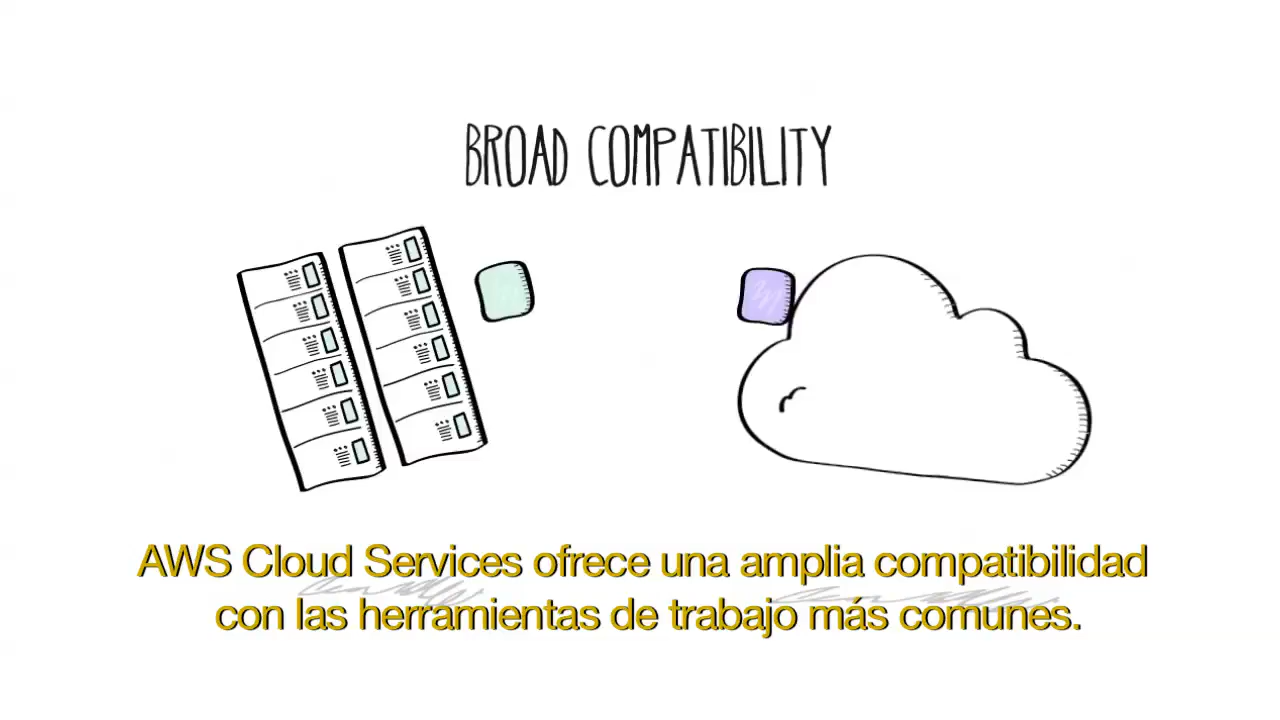 BROAD COMPATIBILITY
AWS Cloud Services ofrece una amplia compatibilidad
con las herramientas de trabajo más comunes.